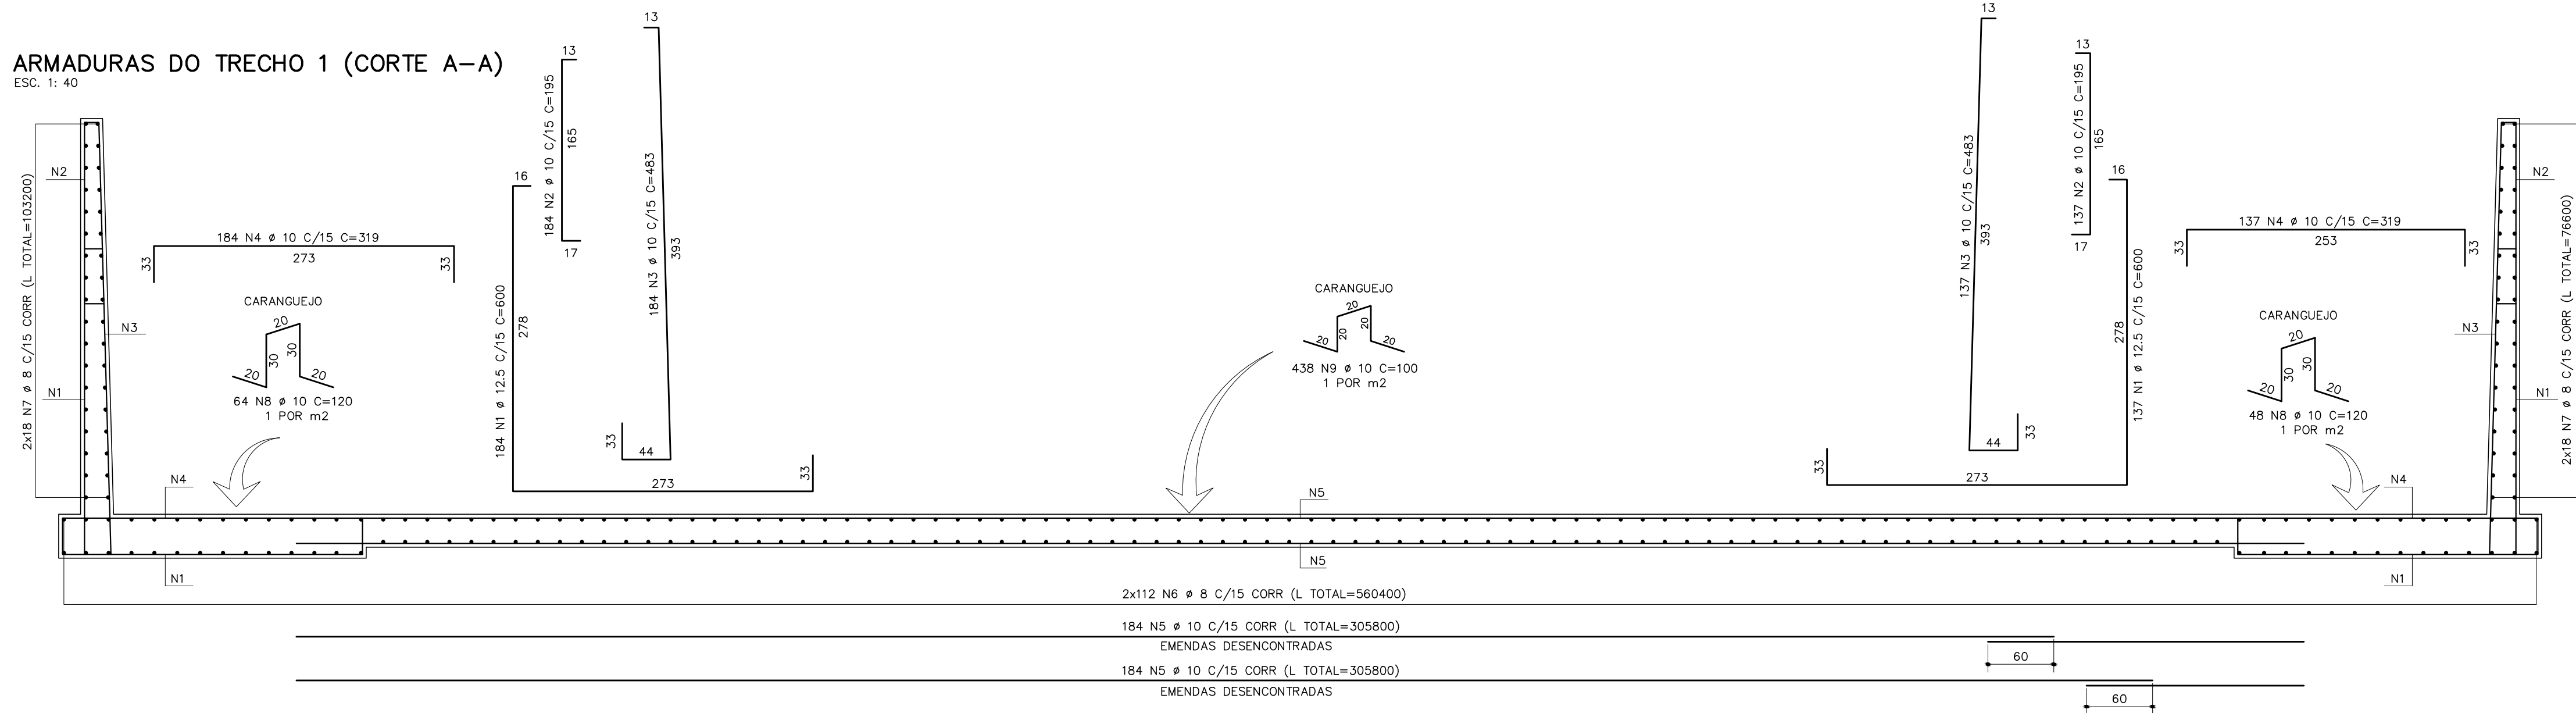 ARMADURAS DO TRECHO 1 (CORTE A-A)
ESC. 1: 40
2x18 N7 ø 8 C/15 CORR (L TOTAL=103200)
N2
N1
N3
184 N4 ø 10 C/15 C=319
33
273
33
CARANGUEJO
20
30
30
20
20
64 N8 ø 10 C=120
1 POR m2
N4
N1
16
184 N1 ø 12.5 C/15 C=600
278
273
33
13
184 N2 ø 10 C/15 C=195
165
17
13
184 N3 ø 10 C/15 C=483
393
33
44
CARANGUEJO
20
20
20
20
20
438 N9 ø 10 C=100
1 POR m2
N5
N5
13
137 N3 ø 10 C/15 C=483
393
44
33
13
137 N2 ø 10 C/15 C=195
165
17
16
137 N1 ø 12.5 C/15 C=600
278
33
273
137 N4 ø 10 C/15 C=319
33
253
33
CARANGUEJO
20
30
30
20
20
48 N8 ø 10 C=120
1 POR m2
N4
N1
N2
N3
N1
2x18 N7 ø 8 C/15 CORR (L TOTAL=76600)
2x112 N6 ø 8 C/15 CORR (L TOTAL=560400)
184 N5 ø 10 C/15 CORR (L TOTAL=305800)
EMENDAS DESENCONTRADAS
60
184 N5 ø 10 C/15 CORR (L TOTAL=305800)
EMENDAS DESENCONTRADAS
60